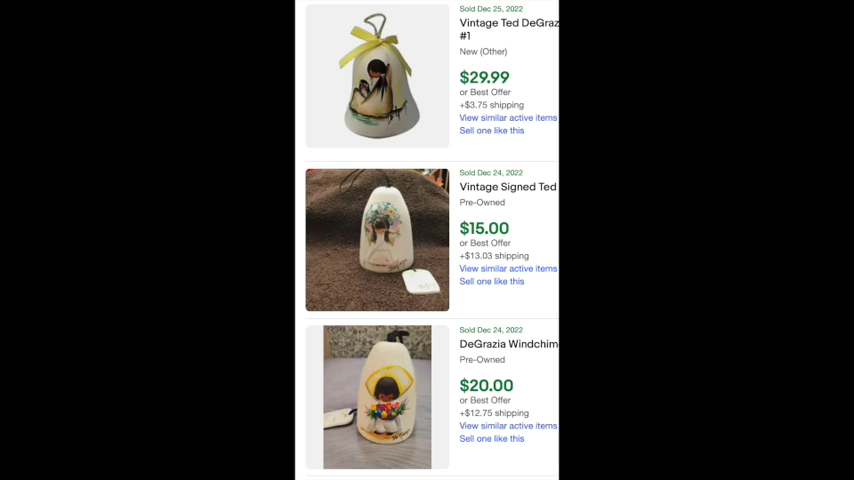 Sold Dec 25, 2022
Vintage Ted DeGraz
#1
New (Other)
$29.99
or Best Offer
+$3.75 shipping
View similar active items
Sell one like this
Sold Dec 24, 2022
Vintage Signed Ted
Pre-Owned
$15.00
or Best Offer
+$13.03 shipping
View similar active items
Sell one like this
Sold Dec 24, 2022
DeGrazia Windchim
Pre-Owned
$20.00
or Best Offer
+$12.75 shipping
View similar active items
Sell one like this